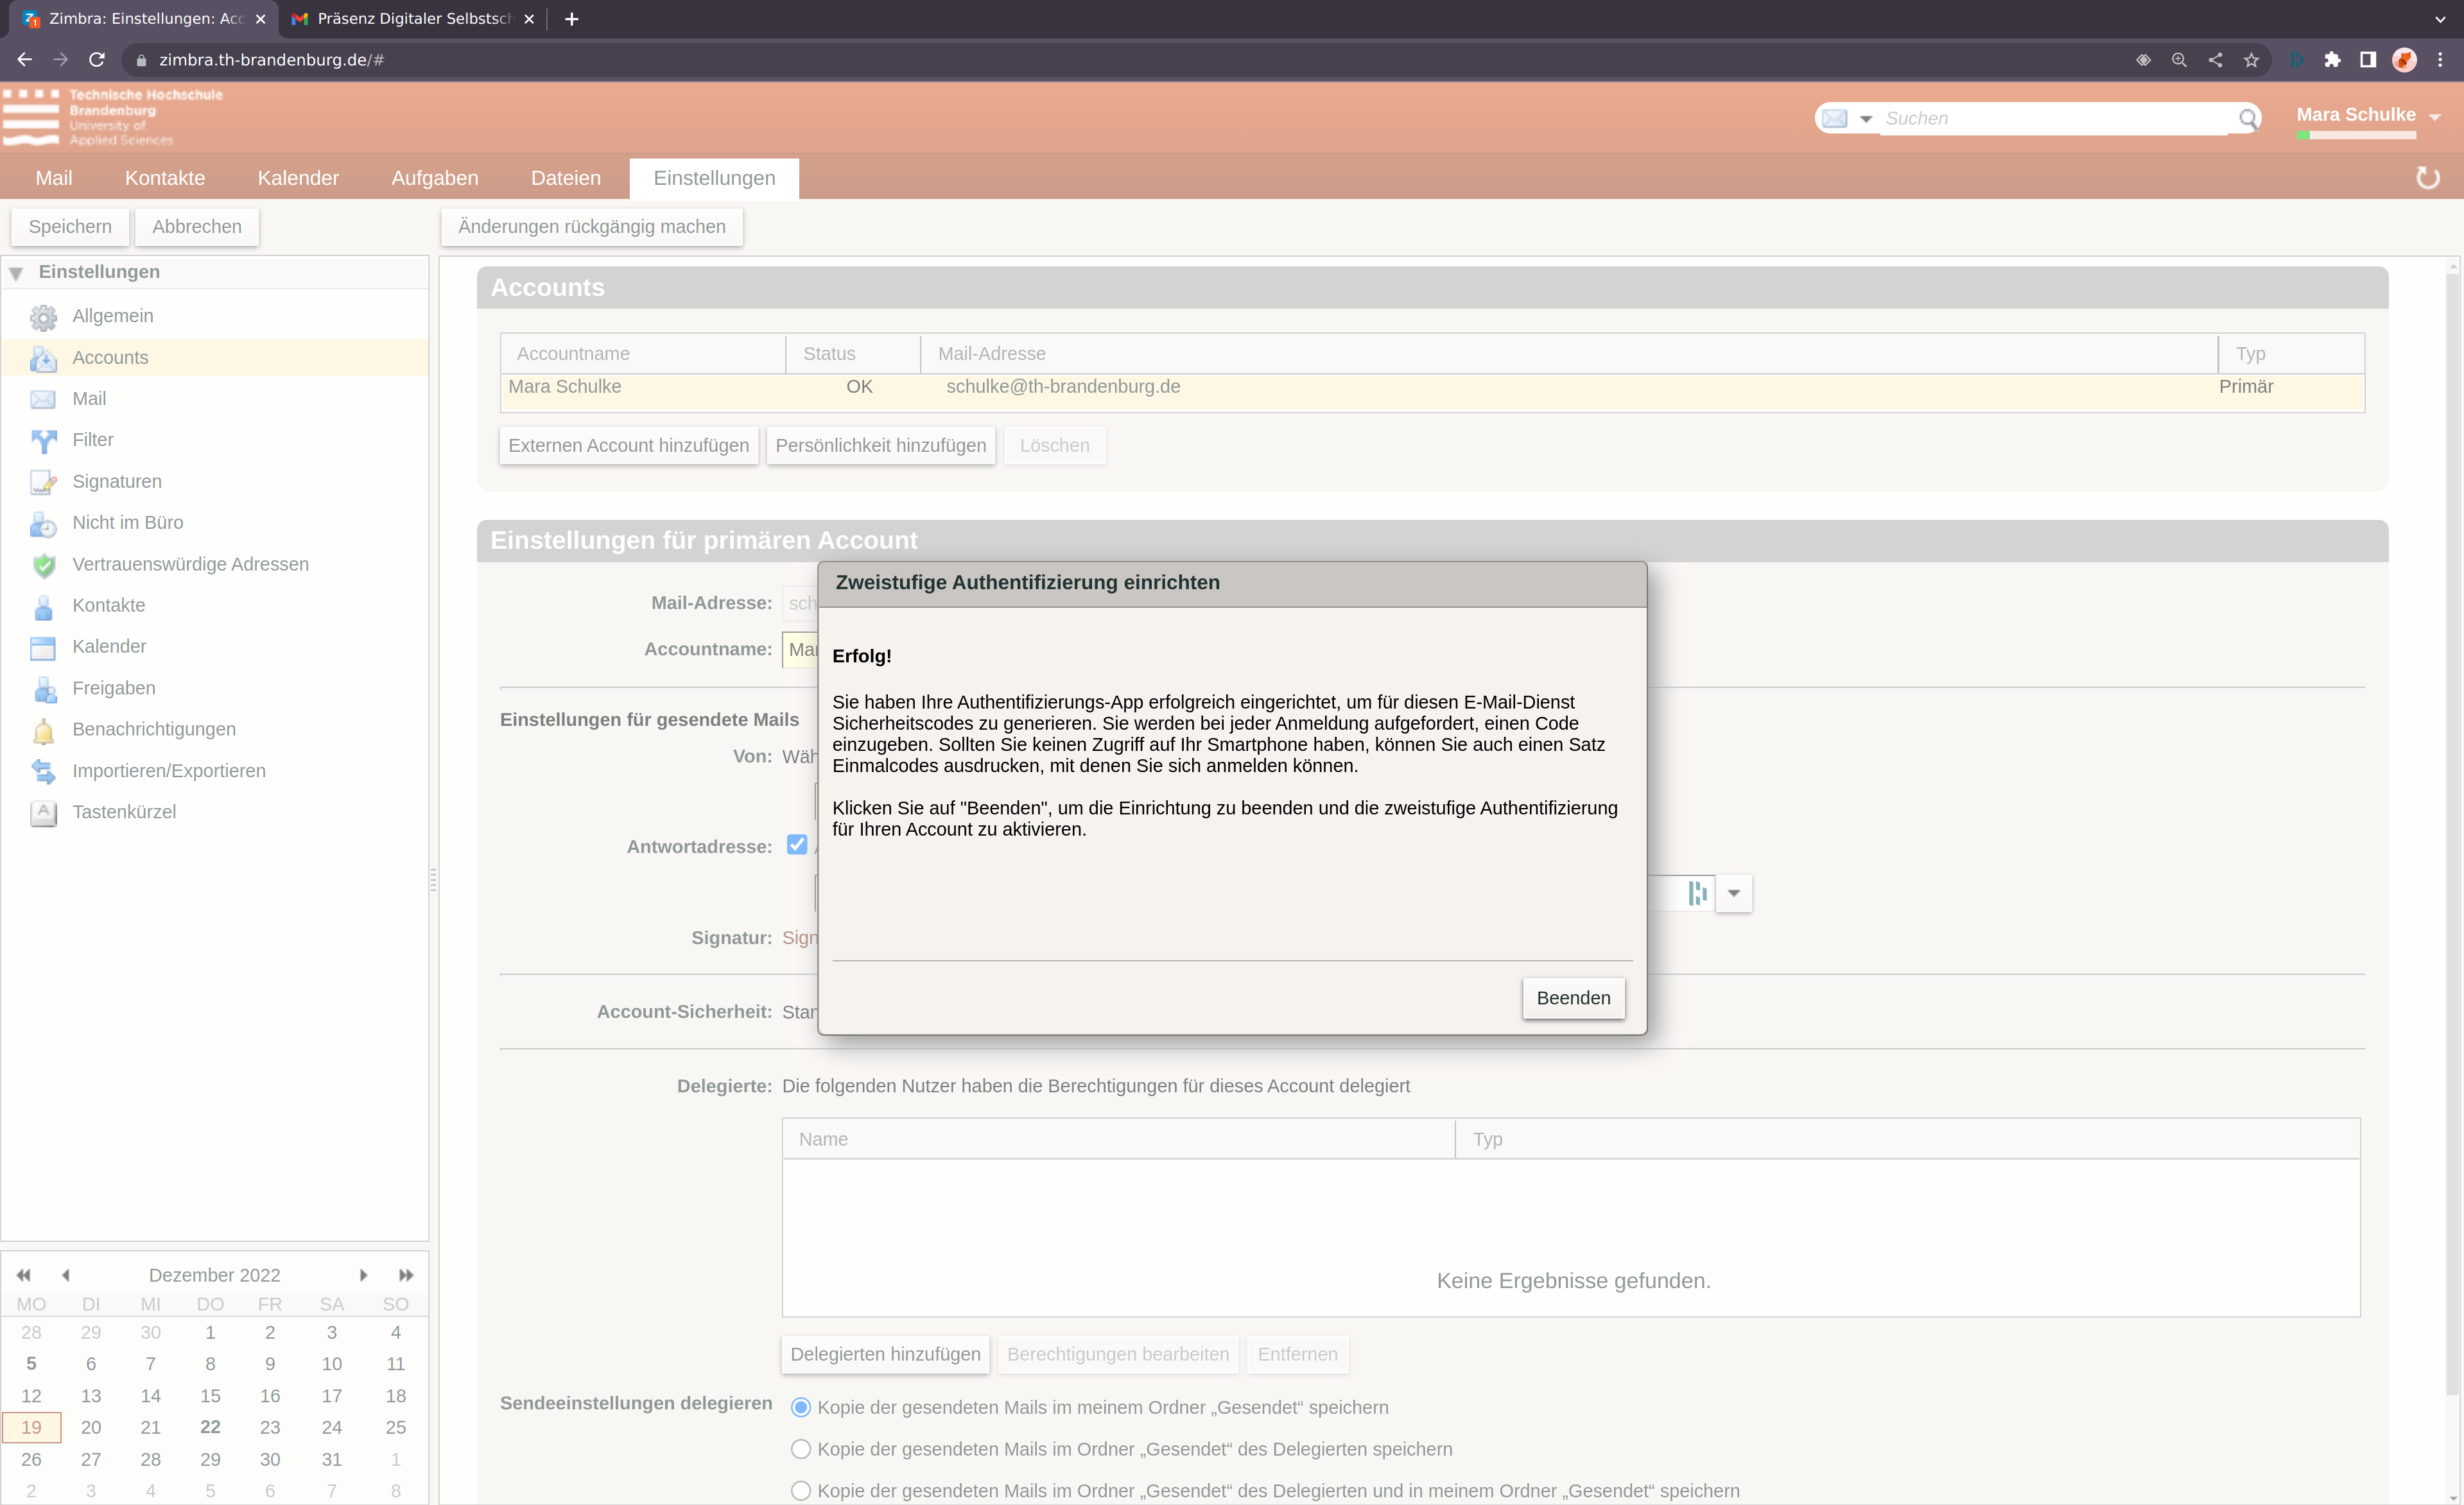 Zimbra: Einstellungen: Acc
Präsenz Digitaler Selbstsch
zimbra.th-brandenburg.de/#
Technische Hochschule
Brandenburg
University of
Applied Sciences
Suchen
Mara Schulke
Mail
Kontakte
Kalender
Aufgaben
Dateien
Einstellungen
Speichern
Abbrechen
Änderungen rückgängig machen
Einstellungen
Allgemein
Accounts
Mail
Filter
Signaturen
Nicht im Büro
Vertrauenswürdige Adressen
Kontakte
Kalender
Freigaben
Benachrichtigungen
Importieren/Exportieren
Tastenkürzel
Dezember 2022
MO DI MI DO FR SA SO
28 29 30 1 2 3 4
5 6 7 8 9 10 11
12 13 14 15 16 17 18
19 20 21 22 23 24 25
26 27 28 29 30 31 1
2 3 4 5 6 7 8
Accounts
Accountname Status Mail-Adresse Typ
Mara Schulke OK schulke@th-brandenburg.de Primär
Externen Account hinzufügen
Persönlichkeit hinzufügen
Löschen
Einstellungen für primären Account
Mail-Adresse: sch
Accountname: Mar
Einstellungen für gesendete Mails
Von: Wäh
Antwortadresse:
Signatur: Sign
Account-Sicherheit: Stan
Zweistufige Authentifizierung einrichten
Erfolg!
Sie haben Ihre Authentifizierungs-App erfolgreich eingerichtet, um für diesen E-Mail-Dienst
Sicherheitscodes zu generieren. Sie werden bei jeder Anmeldung aufgefordert, einen Code
einzugeben. Sollten Sie keinen Zugriff auf Ihr Smartphone haben, können Sie auch einen Satz
Einmalcodes ausdrucken, mit denen Sie sich anmelden können.
Klicken Sie auf "Beenden", um die Einrichtung zu beenden und die zweistufige Authentifizierung
für Ihren Account zu aktivieren.
Beenden
Delegierte: Die folgenden Nutzer haben die Berechtigungen für dieses Account delegiert
Name Typ
Keine Ergebnisse gefunden.
Delegierten hinzufügen
Berechtigungen bearbeiten
Entfernen
Sendeeinstellungen delegieren
Kopie der gesendeten Mails im meinem Ordner „Gesendet“ speichern
Kopie der gesendeten Mails im Ordner „Gesendet“ des Delegierten speichern
Kopie der gesendeten Mails im Ordner „Gesendet“ des Delegierten und in meinem Ordner „Gesendet“ speichern